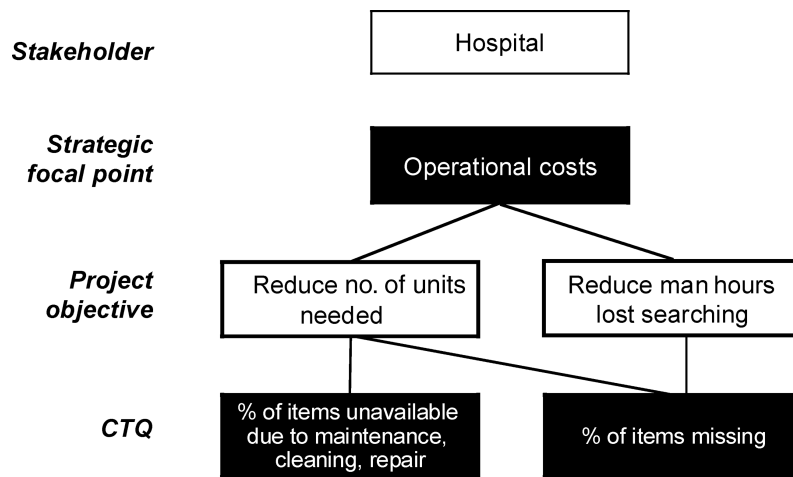 Stakeholder
Hospital
Strategic
focal point
Operational costs
Project
objective
Reduce no. of units
needed
Reduce man hours
lost searching
CTQ
% of items unavailable
due to maintenance,
cleaning, repair
% of items missing